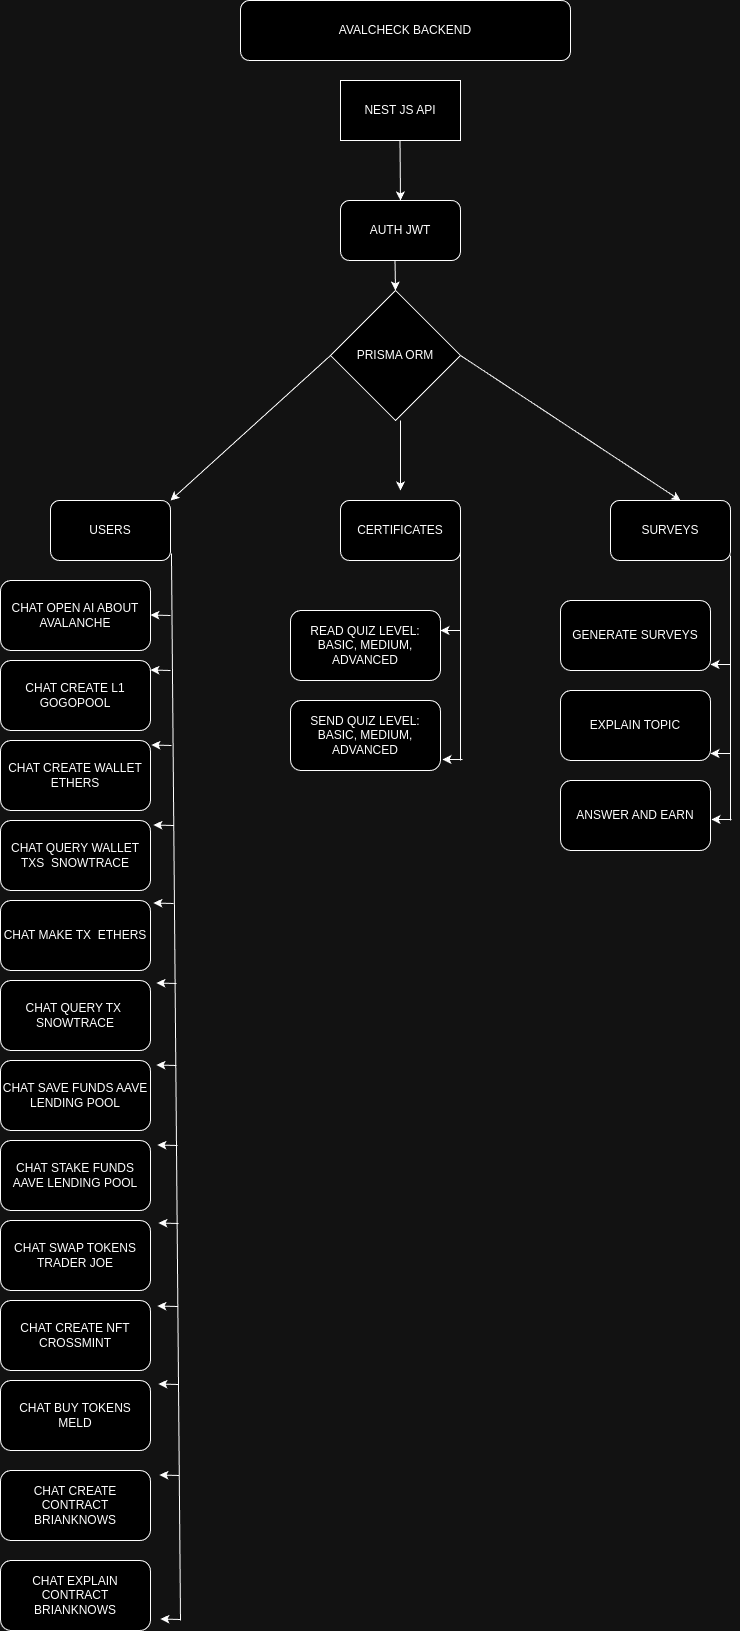 AVALCHECK BACKEND
NEST JS API
AUTH JWT
PRISMA ORM
USERS
CHAT OPEN AI ABOUT
AVALANCHE
CHAT CREATE L1
GOGOPOOL
CHAT CREATE WALLET
ETHERS
CHAT QUERY WALLET
TXS  SNOWTRACE
CHAT MAKE TX  ETHERS
CHAT QUERY TX
SNOWTRACE
CHAT SAVE FUNDS AAVE
LENDING POOL
CHAT STAKE FUNDS
AAVE LENDING POOL
CHAT SWAP TOKENS
TRADER JOE
CHAT CREATE NFT
CROSSMINT
CHAT BUY TOKENS
MELD
CHAT CREATE
CONTRACT
BRIANKNOWS
CHAT EXPLAIN
CONTRACT
BRIANKNOWS
CERTIFICATES
READ QUIZ LEVEL:
BASIC, MEDIUM,
ADVANCED
SEND QUIZ LEVEL:
BASIC, MEDIUM,
ADVANCED
SURVEYS
GENERATE SURVEYS
EXPLAIN TOPIC
ANSWER AND EARN